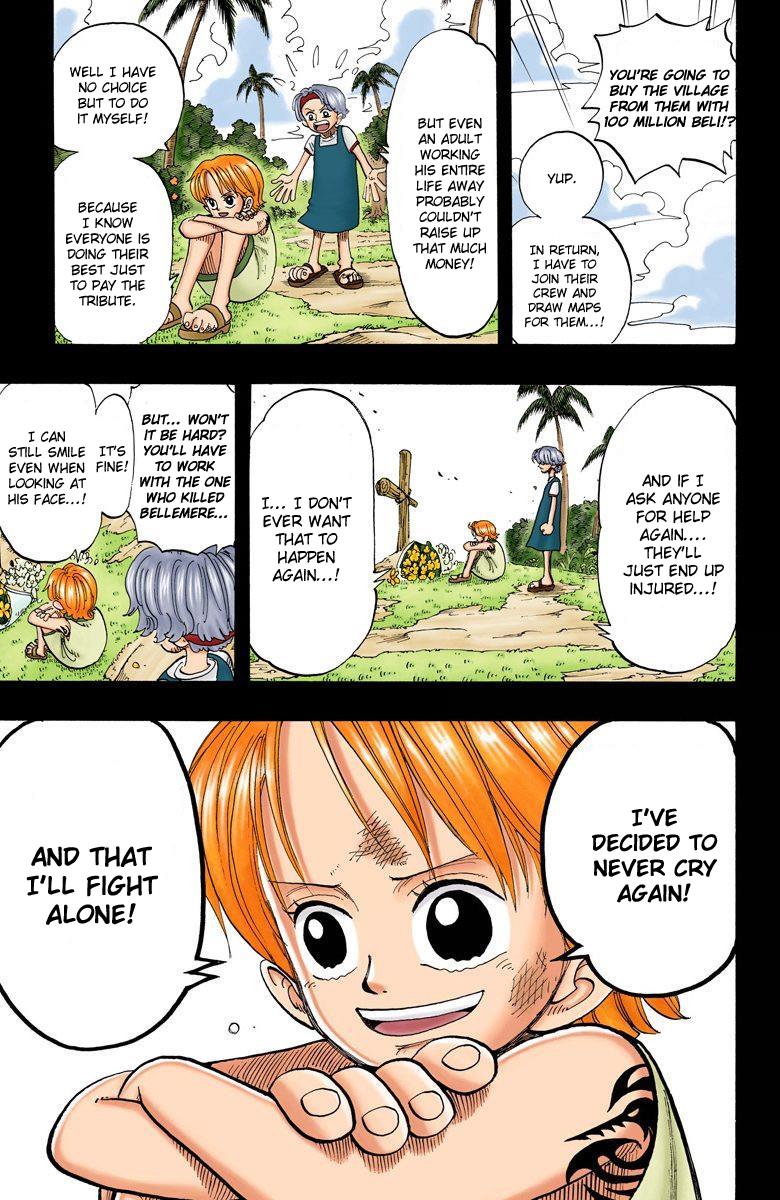 YOU'RE GOING TO
BUY THE VILLAGE
FROM THEM WITH
100 MILLION BELI!?
YUP.
IN RETURN,
I HAVE TO
JOIN THEIR
CREW AND
DRAW MAPS
FOR THEM...!
BUT EVEN
AN ADULT
WORKING
HIS ENTIRE
LIFE AWAY
PROBABLY
COULDN'T
RAISE UP
THAT MUCH
MONEY!
WELL I HAVE
NO CHOICE
BUT TO DO
IT MYSELF!
BECAUSE
I KNOW
EVERYONE IS
DOING THEIR
BEST JUST
TO PAY THE
TRIBUTE.
AND IF I
ASK ANYONE
FOR HELP
AGAIN....
THEY'LL
JUST END UP
INJURED...!
I... I DON'T
EVER WANT
THAT TO
HAPPEN
AGAIN...!
BUT... WON'T
IT BE HARD?
YOU'LL HAVE
TO WORK
WITH THE ONE
WHO KILLED
BELLEMERE...
IT'S
FINE!
I CAN
STILL SMILE
EVEN WHEN
LOOKING AT
HIS FACE...!
I'VE
DECIDED TO
NEVER CRY
AGAIN!
AND THAT
I'LL FIGHT
ALONE!